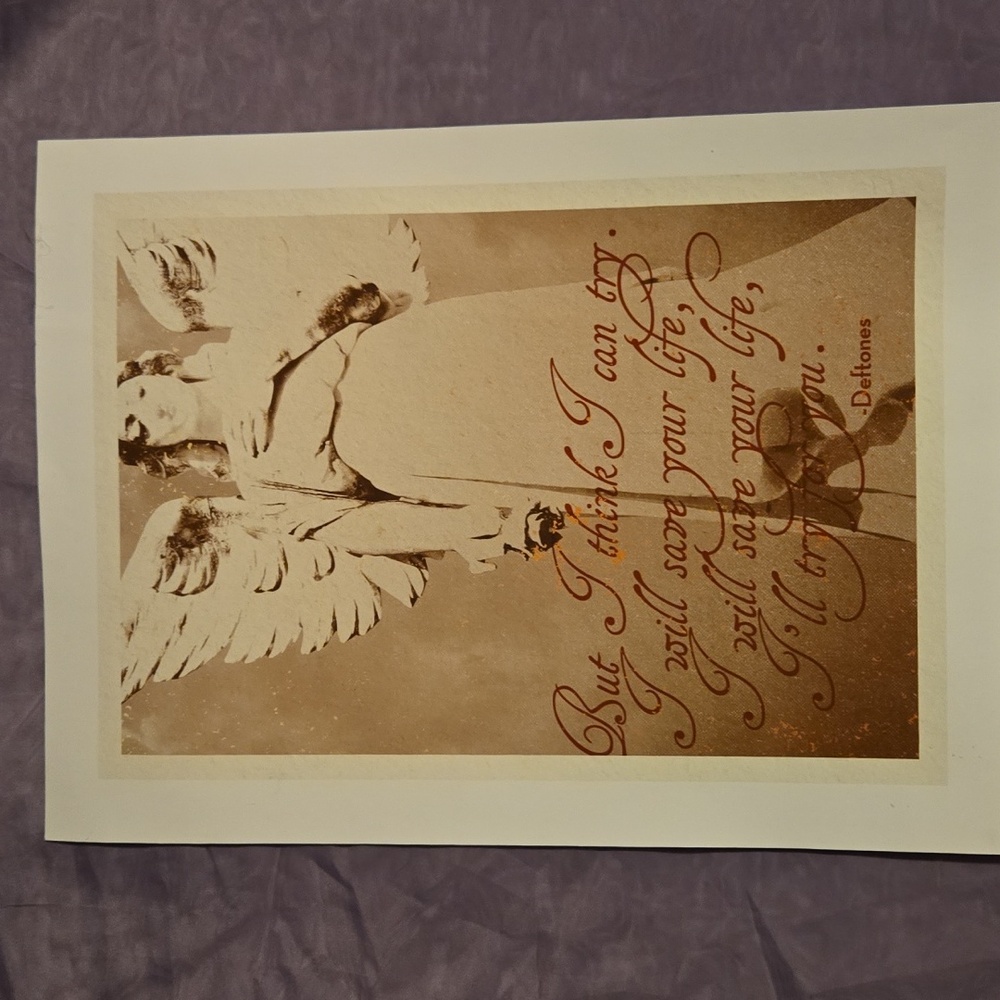 But I think I can try.
I will save your life,
I will save your life,
I'll try for you.
-Deftones